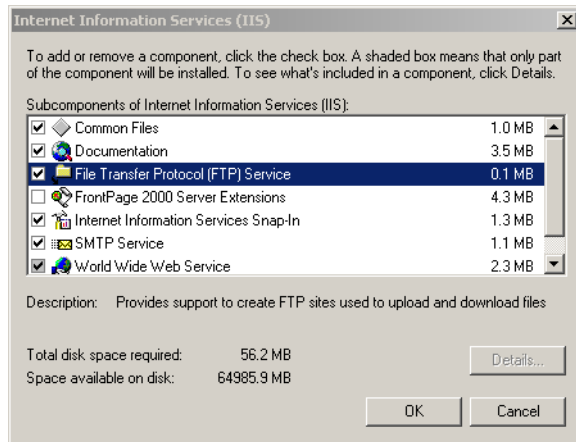 Internet Information Services (IIS)
To add or remove a component, click the check box. A shaded box means that only part
of the component will be installed. To see what's included in a component, click Details.
Subcomponents of Internet Information Services (IIS):
Common Files 1.0 MB
Documentation 3.5 MB
File Transfer Protocol (FTP) Service 0.1 MB
FrontPage 2000 Server Extensions 4.3 MB
Internet Information Services Snap-In 1.3 MB
SMTP Service 1.1 MB
World Wide Web Service 2.3 MB
Description: Provides support to create FTP sites used to upload and download files
Total disk space required: 56.2 MB
Space available on disk: 64985.9 MB
Details...
OK Cancel